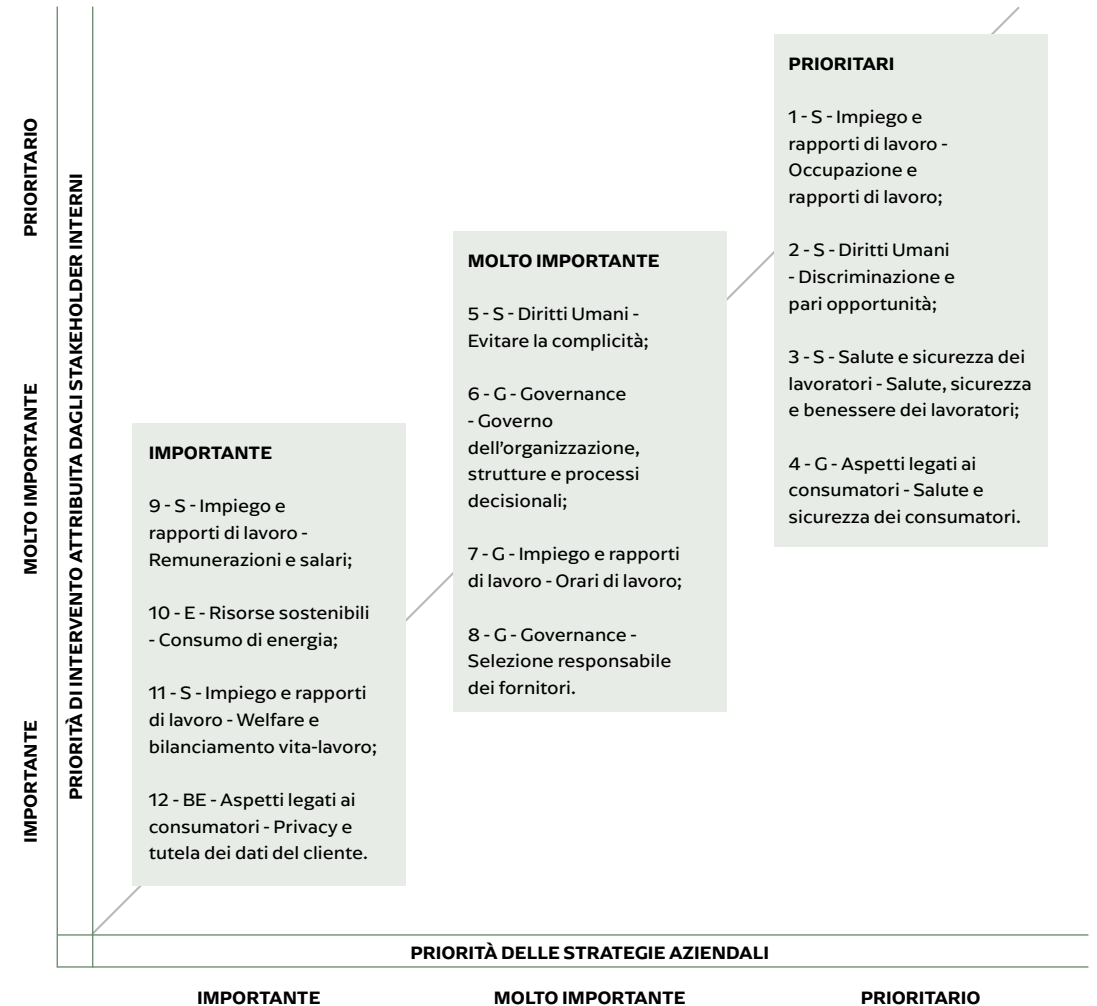 PRIORITARIO
MOLTO IMPORTANTE
IMPORTANTE
PRIORITÀ DI INTERVENTO ATTRIBUITA DAGLI STAKEHOLDER INTERNI
IMPORTANTE
9 - S - Impiego e
rapporti di lavoro -
Remunerazioni e salari;
10 - E - Risorse sostenibili
- Consumo di energia;
11 - S - Impiego e rapporti
di lavoro - Welfare e
bilanciamento vita-lavoro;
12 - BE - Aspetti legati ai
consumatori - Privacy e
tutela dei dati del cliente.
MOLTO IMPORTANTE
5 - S - Diritti Umani -
Evitare la complicità;
6 - G - Governance
- Governo
dell’organizzazione,
strutture e processi
decisionali;
7 - G - Impiego e rapporti
di lavoro - Orari di lavoro;
8 - G - Governance -
Selezione responsabile
dei fornitori.
PRIORITARI
1 - S - Impiego e
rapporti di lavoro -
Occupazione e
rapporti di lavoro;
2 - S - Diritti Umani
- Discriminazione e
pari opportunità;
3 - S - Salute e sicurezza dei
lavoratori - Salute, sicurezza
e benessere dei lavoratori;
4 - G - Aspetti legati ai
consumatori - Salute e
sicurezza dei consumatori.
PRIORITÀ DELLE STRATEGIE AZIENDALI
IMPORTANTE
MOLTO IMPORTANTE
PRIORITARIO